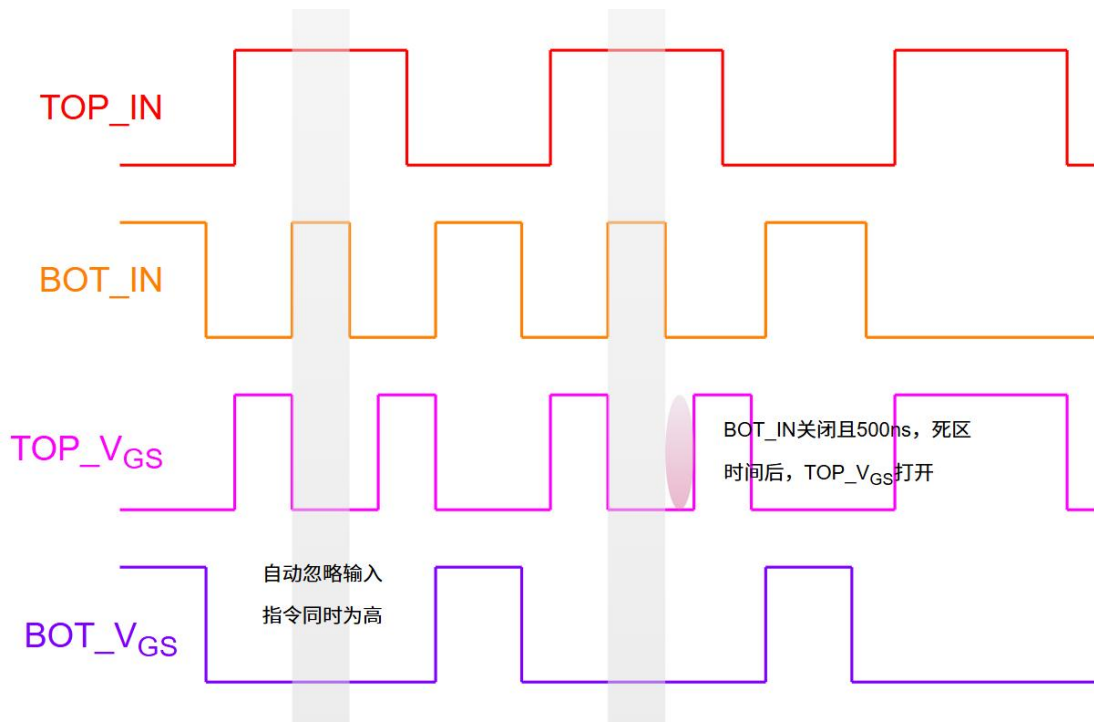 TOP_IN
BOT_IN
TOP_VGS
BOT_IN关闭且500ns，死区
时间后，TOP_VGS打开
自动忽略输入
指令同时为高
BOT_VGS